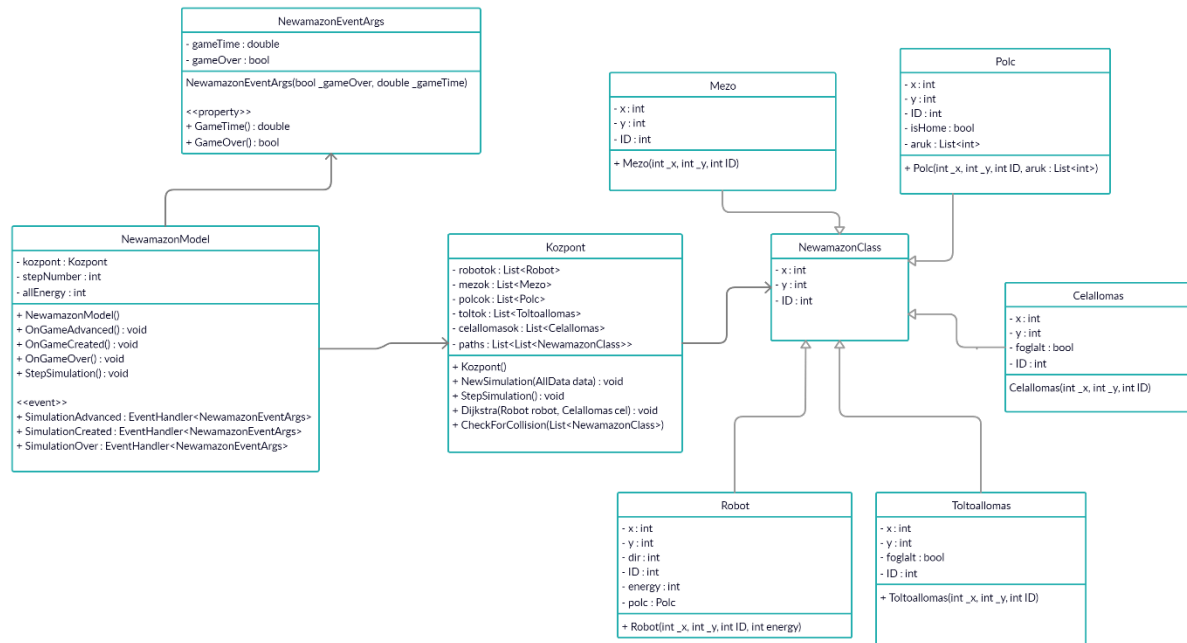 NewamazonEventArgs
- gameTime : double
- gameOver : bool
NewamazonEventArgs(bool _gameOver, double _gameTime)
<<property>>
+ GameTime() : double
+ GameOver() : bool
Mezo
- x : int
- y : int
- ID : int
+ Mezo(int _x, int _y, int ID)
Polc
- x : int
- y : int
- ID : int
- isHome : bool
- aruk : List<int>
+ Polc(int _x, int _y, int ID, aruk : List<int>)
NewamazonModel
- kozpont : Kozpont
- stepNumber : int
- allEnergy : int
+ NewamazonModel()
+ OnGameAdvanced() : void
+ OnGameCreated() : void
+ OnGameOver() : void
+ StepSimulation() : void
<<event>>
+ SimulationAdvanced : EventHandler<NewamazonEventArgs>
+ SimulationCreated : EventHandler<NewamazonEventArgs>
+ SimulationOver : EventHandler<NewamazonEventArgs>
Kozpont
- robotok : List<Robot>
- mezok : List<Mezo>
- polcok : List<Polc>
- toltok : List<Toltoallomas>
- celallomasok : List<Celallomas>
- paths : List<List<NewamazonClass>>
+ Kozpont()
+ NewSimulation(AllData data) : void
+ StepSimulation() : void
+ Dijkstra(Robot robot, Celallomas cel) : void
+ CheckForCollision(List<NewamazonClass>)
NewamazonClass
- x : int
- y : int
- ID : int
Celallomas
- x : int
- y : int
- foglalt : bool
- ID : int
Celallomas(int _x, int _y, int ID)
Robot
- x : int
- y : int
- dir : int
- ID : int
- energy : int
- polc : Polc
+ Robot(int _x, int _y, int ID, int energy)
Toltoallomas
- x : int
- y : int
- foglalt : bool
- ID : int
+ Toltoallomas(int _x, int _y, int ID)